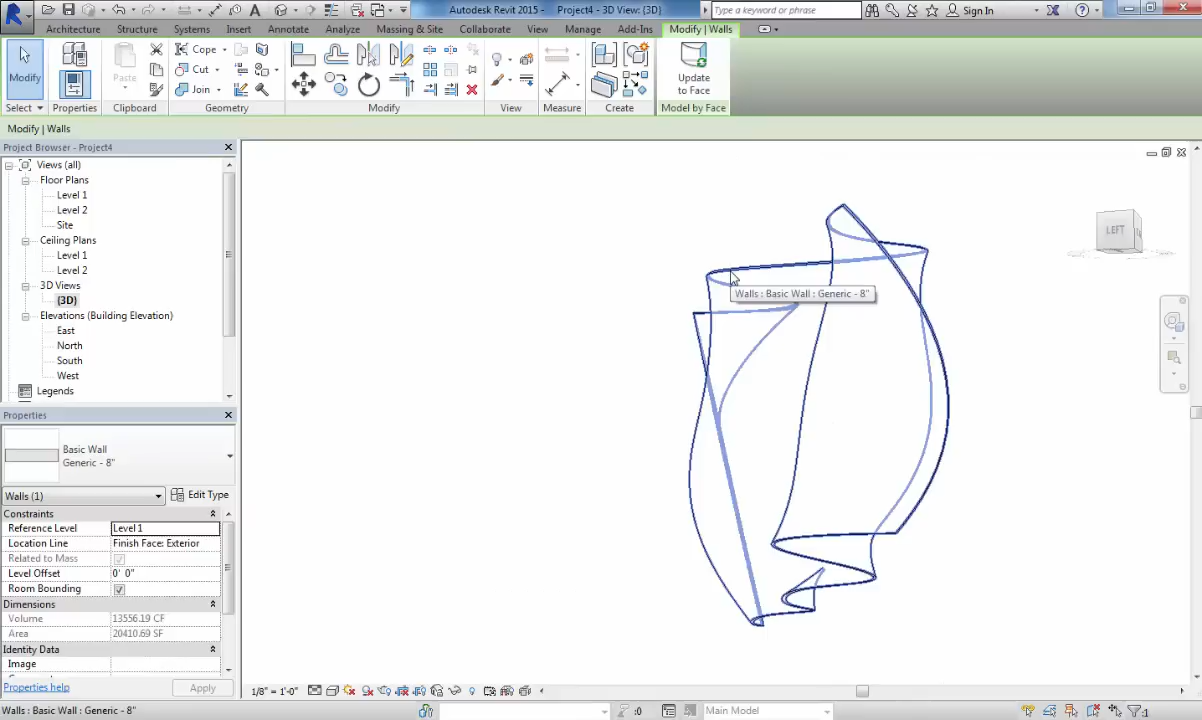 Autodesk Revit 2015 - Project4 - 3D View: {3D}
Type a keyword or phrase
Sign In
Architecture Structure Systems Insert Annotate Analyze Massing & Site Collaborate View Manage Add-Ins Modify | Walls
Modify
Paste
Cope
Cut
Join
Update
to Face
Select Properties Clipboard Geometry Modify View Measure Create Model by Face
Modify | Walls
Project Browser - Project4
Views (all)
Floor Plans
Level 1
Level 2
Site
Ceiling Plans
Level 1
Level 2
3D Views
{3D}
Elevations (Building Elevation)
East
North
South
West
Legends
LEFT
Walls : Basic Wall : Generic - 8"
Properties
Basic Wall
Generic - 8"
Walls (1)
Edit Type
Constraints
Reference Level Level 1
Location Line Finish Face: Exterior
Related to Mass
Level Offset 0' 0"
Room Bounding
Dimensions
Volume 13556.19 CF
Area 20410.69 SF
Identity Data
Image
Properties help
Apply
1/8" = 1'-0"
Walls : Basic Wall : Generic - 8"
:0
Main Model
:1